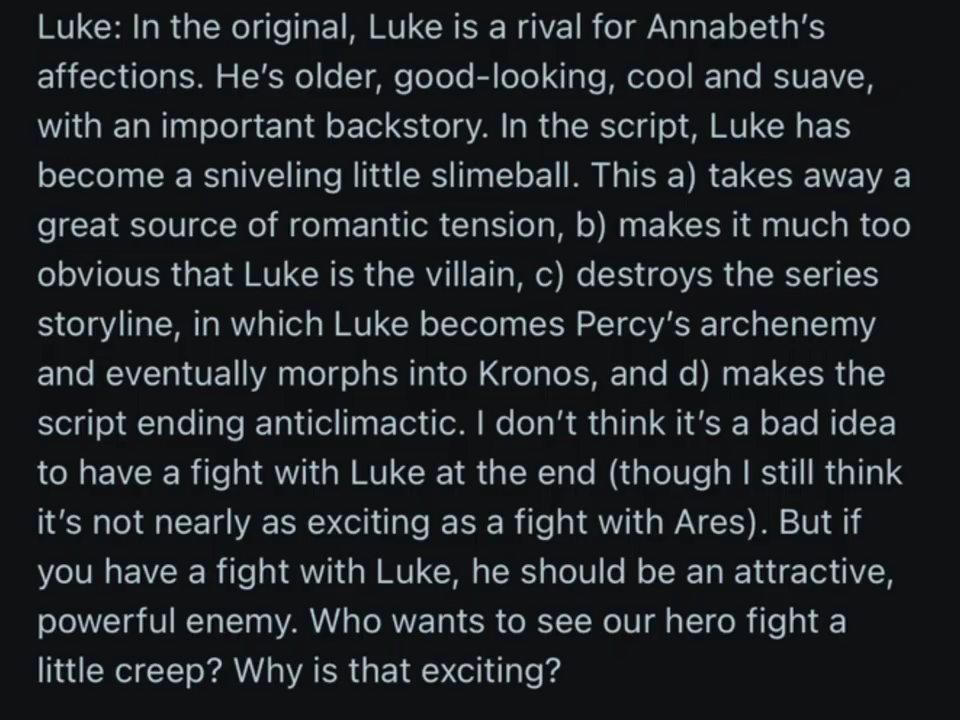 Luke: In the original, Luke is a rival for Annabeth’s
affections. He’s older, good-looking, cool and suave,
with an important backstory. In the script, Luke has
become a sniveling little slimeball. This a) takes away a
great source of romantic tension, b) makes it much too
obvious that Luke is the villain, c) destroys the series
storyline, in which Luke becomes Percy’s archenemy
and eventually morphs into Kronos, and d) makes the
script ending anticlimactic. I don’t think it’s a bad idea
to have a fight with Luke at the end (though I still think
it’s not nearly as exciting as a fight with Ares). But if
you have a fight with Luke, he should be an attractive,
powerful enemy. Who wants to see our hero fight a
little creep? Why is that exciting?